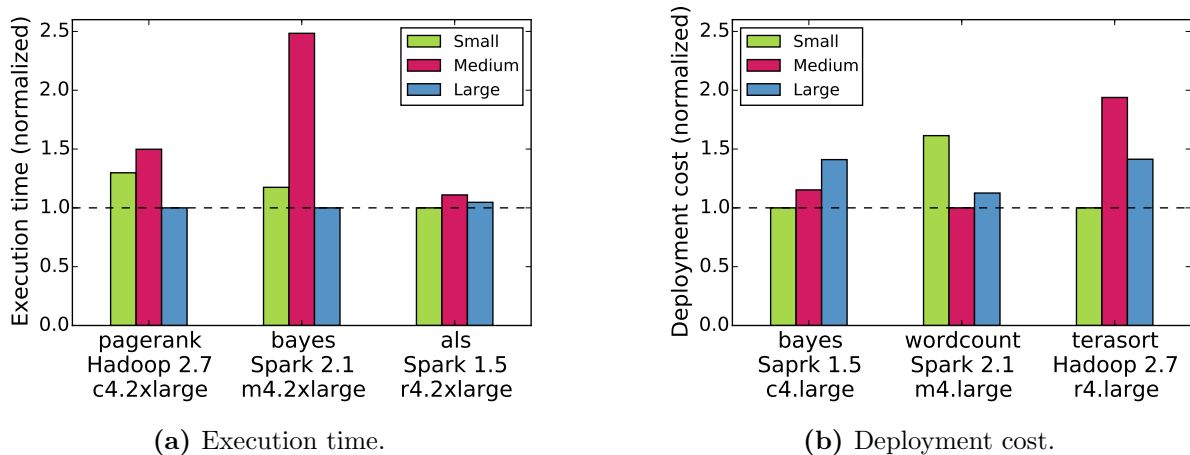 Execution time (normalized)
2.5
2.0
1.5
1.0
0.5
0.0
Small
Medium
Large
pagerank
Hadoop 2.7
c4.2xlarge
bayes
Spark 2.1
m4.2xlarge
als
Spark 1.5
r4.2xlarge
(a) Execution time.
Deployment cost (normalized)
2.5
2.0
1.5
1.0
0.5
0.0
Small
Medium
Large
bayes
Saprk 1.5
c4.large
wordcount
Spark 2.1
m4.large
terasort
Hadoop 2.7
r4.large
(b) Deployment cost.